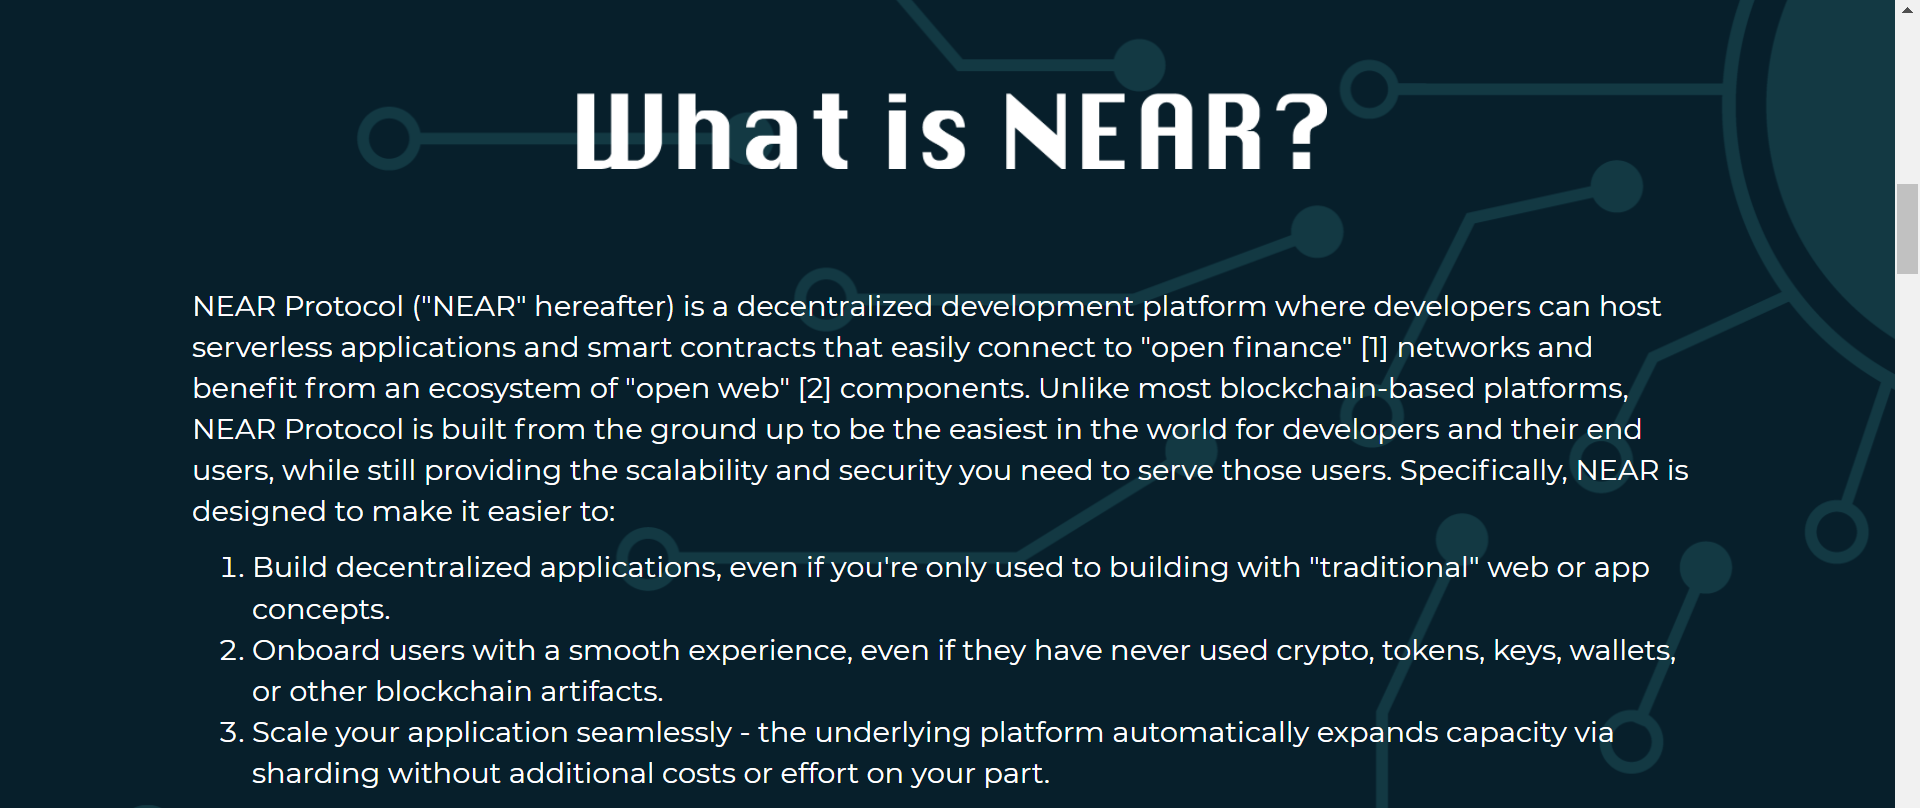 What is NEAR?
NEAR Protocol ("NEAR" hereafter) is a decentralized development platform where developers can host
serverless applications and smart contracts that easily connect to "open finance" [1] networks and
benefit from an ecosystem of "open web" [2] components. Unlike most blockchain-based platforms,
NEAR Protocol is built from the ground up to be the easiest in the world for developers and their end
users, while still providing the scalability and security you need to serve those users. Specifically, NEAR is
designed to make it easier to:
1. Build decentralized applications, even if you're only used to building with "traditional" web or app
concepts.
2. Onboard users with a smooth experience, even if they have never used crypto, tokens, keys, wallets,
or other blockchain artifacts.
3. Scale your application seamlessly - the underlying platform automatically expands capacity via
sharding without additional costs or effort on your part.